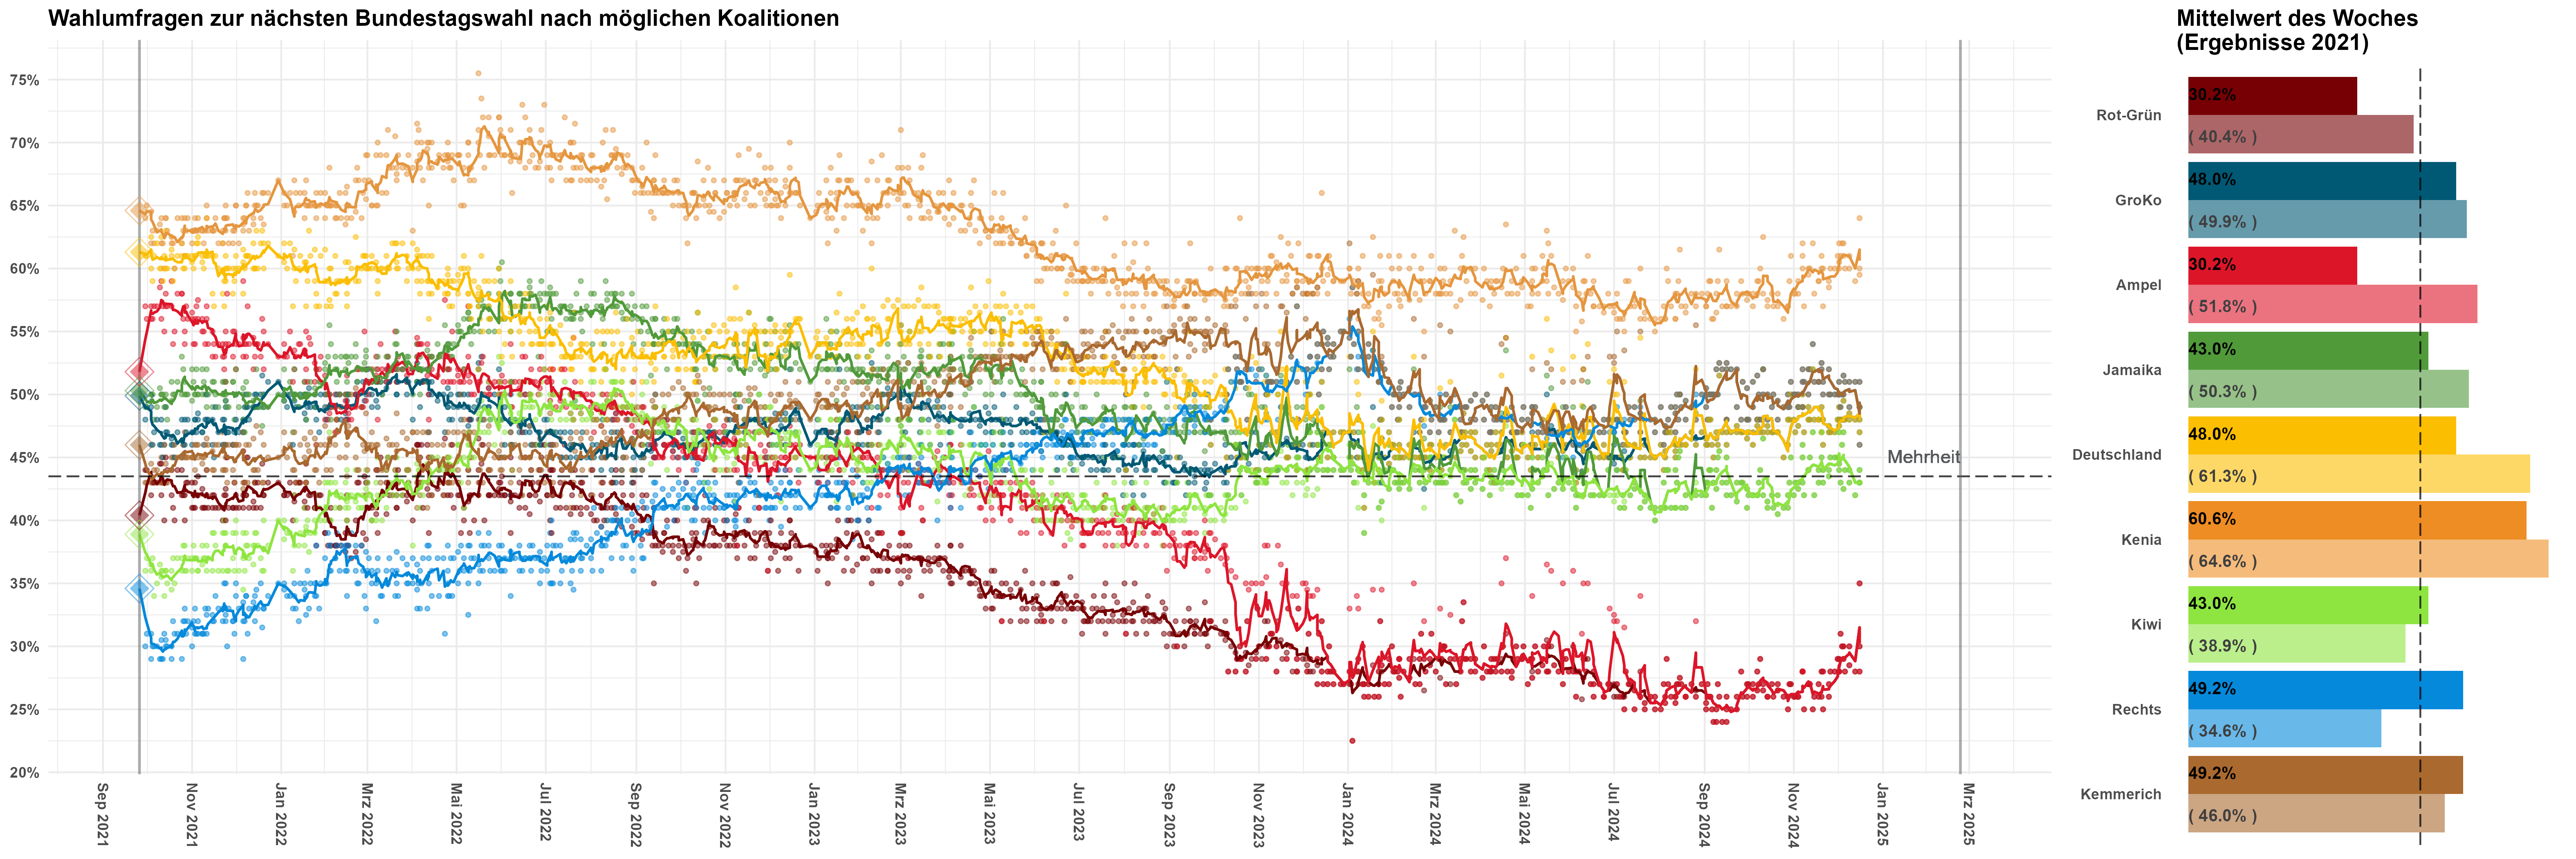 Wahlumfragen zur nächsten Bundestagswahl nach möglichen Koalitionen
75%
70%
65%
60%
55%
50%
45%
40%
35%
30%
25%
20%
Mehrheit
Sep 2021
Nov 2021
Jan 2022
Mrz 2022
Mai 2022
Jul 2022
Sep 2022
Nov 2022
Jan 2023
Mrz 2023
Mai 2023
Jul 2023
Sep 2023
Nov 2023
Jan 2024
Mrz 2024
Mai 2024
Jul 2024
Sep 2024
Nov 2024
Jan 2025
Mrz 2025
Mittelwert des Woches
(Ergebnisse 2021)
Rot-Grün
30.2%
( 40.4% )
GroKo
48.0%
( 49.9% )
Ampel
30.2%
( 51.8% )
Jamaika
43.0%
( 50.3% )
Deutschland
48.0%
( 61.3% )
Kenia
60.6%
( 64.6% )
Kiwi
43.0%
( 38.9% )
Rechts
49.2%
( 34.6% )
Kemmerich
49.2%
( 46.0% )